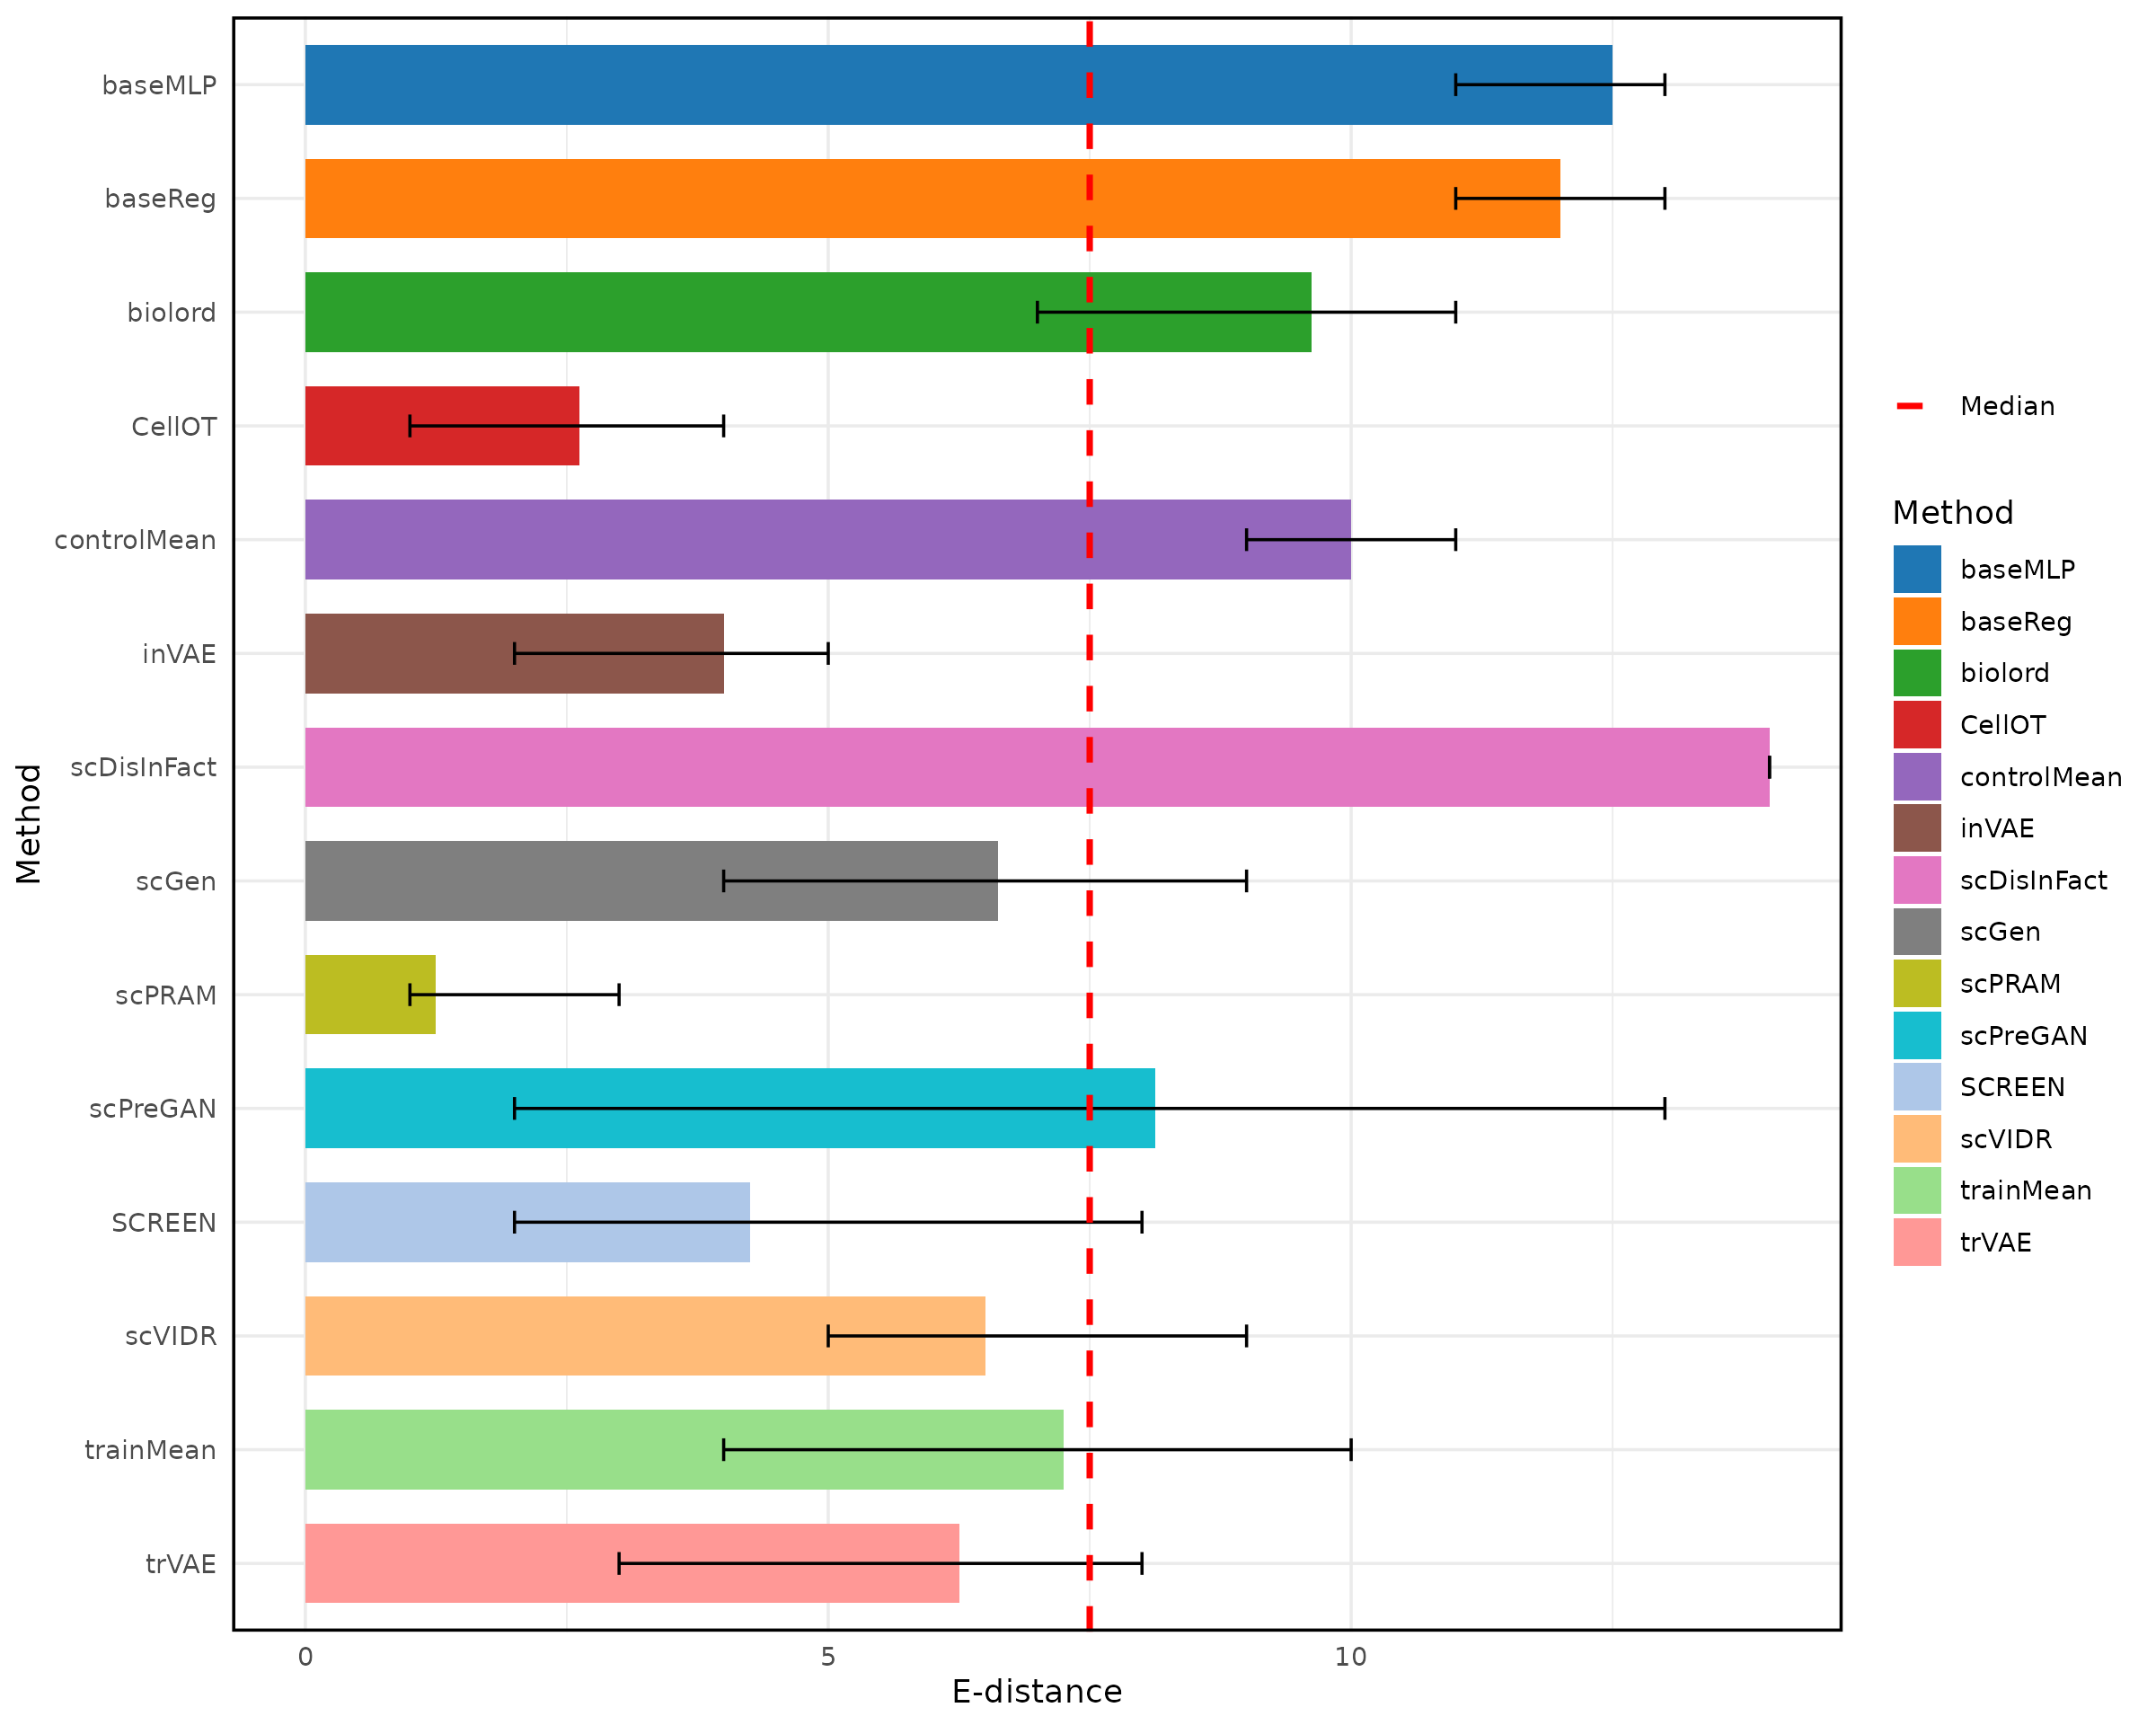 baseMLP
baseReg
biolord
CellOT
controlMean
inVAE
scDisInFact
scGen
scPRAM
scPreGAN
SCREEN
scVIDR
trainMean
trVAE
Method
0 5 10
E-distance
Median
Method
baseMLP
baseReg
biolord
CellOT
controlMean
inVAE
scDisInFact
scGen
scPRAM
scPreGAN
SCREEN
scVIDR
trainMean
trVAE